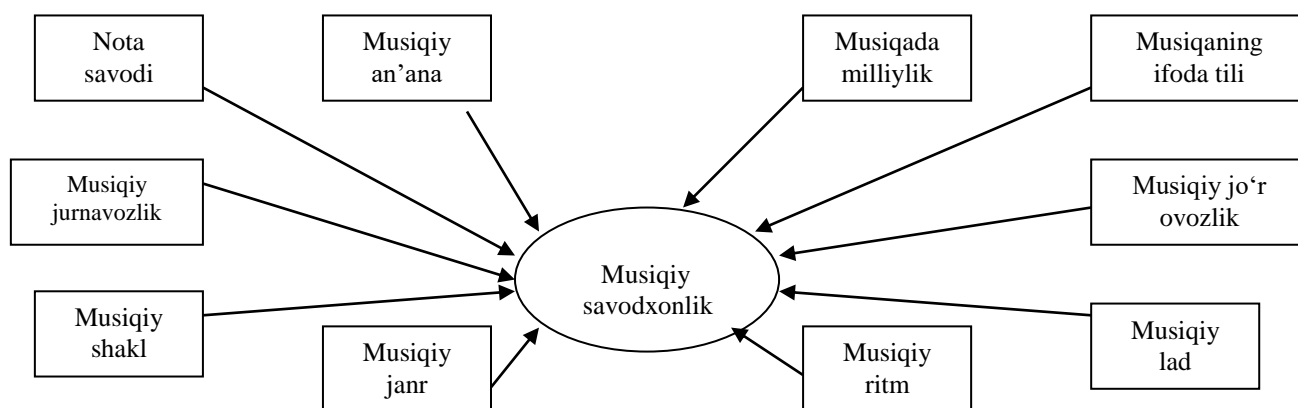 Nota
savodi
Musiqiy
an’ana
Musiqada
milliylik
Musiqaning
ifoda tili
Musiqiy
jurnavozlik
Musiqiy jo‘r
ovozlik
Musiqiy
savodxonlik
Musiqiy
shakl
Musiqiy
janr
Musiqiy
ritm
Musiqiy
lad